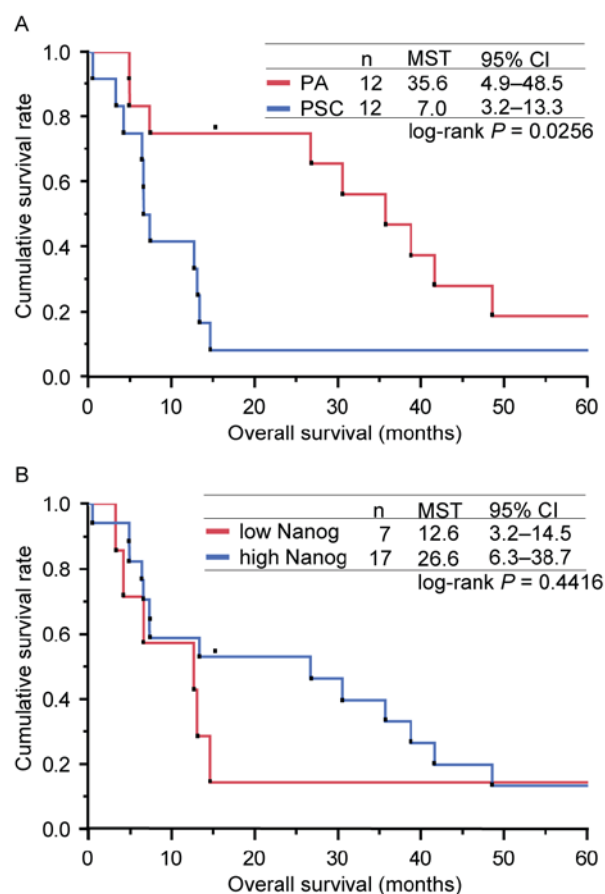 A
n MST 95% CI
PA 12 35.6 4.9–48.5
PSC 12 7.0 3.2–13.3
log-rank P = 0.0256
Cumulative survival rate
1.0
0.8
0.6
0.4
0.2
0.0
0 10 20 30 40 50 60
Overall survival (months)
B
n MST 95% CI
low Nanog 7 12.6 3.2–14.5
high Nanog 17 26.6 6.3–38.7
log-rank P = 0.4416
Cumulative survival rate
1.0
0.8
0.6
0.4
0.2
0.0
0 10 20 30 40 50 60
Overall survival (months)